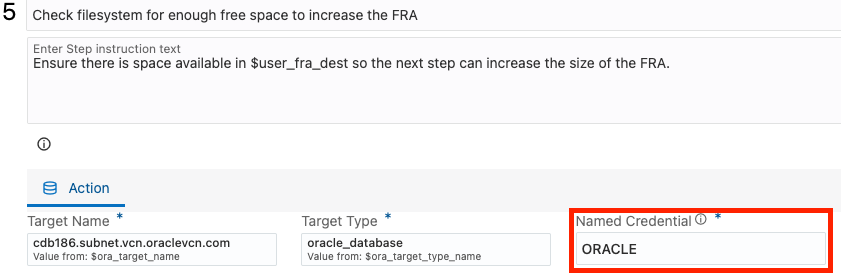 5
Check filesystem for enough free space to increase the FRA
Enter Step instruction text
Ensure there is space available in $user_fra_dest so the next step can increase the size of the FRA.
Action
Target Name * Target Type * Named Credential *
cdb186.subnet.vcn.oraclevcn.com oracle_database ORACLE
Value from: $ora_target_name Value from: $ora_target_type_name